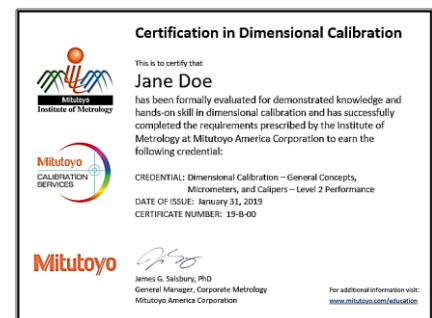 Certification in Dimensional Calibration
This is to certify that
Jane Doe
has been formally evaluated for demonstrated knowledge and
hands-on skill in dimensional calibration and has successfully
completed the requirements prescribed by the Institute of
Metrology at Mitutoyo America Corporation to earn the
following credential:
CREDENTIAL: Dimensional Calibration – General Concepts,
Micrometers, and Calipers – Level 2 Performance
DATE OF ISSUE: January 31, 2019
CERTIFICATE NUMBER: 19-B-00
Mitutoyo
Institute of Metrology
Mitutoyo
CALIBRATION
SERVICES
Mitutoyo
James G. Salsbury, PhD
General Manager, Corporate Metrology
Mitutoyo America Corporation
For additional information visit:
www.mitutoyo.com/education